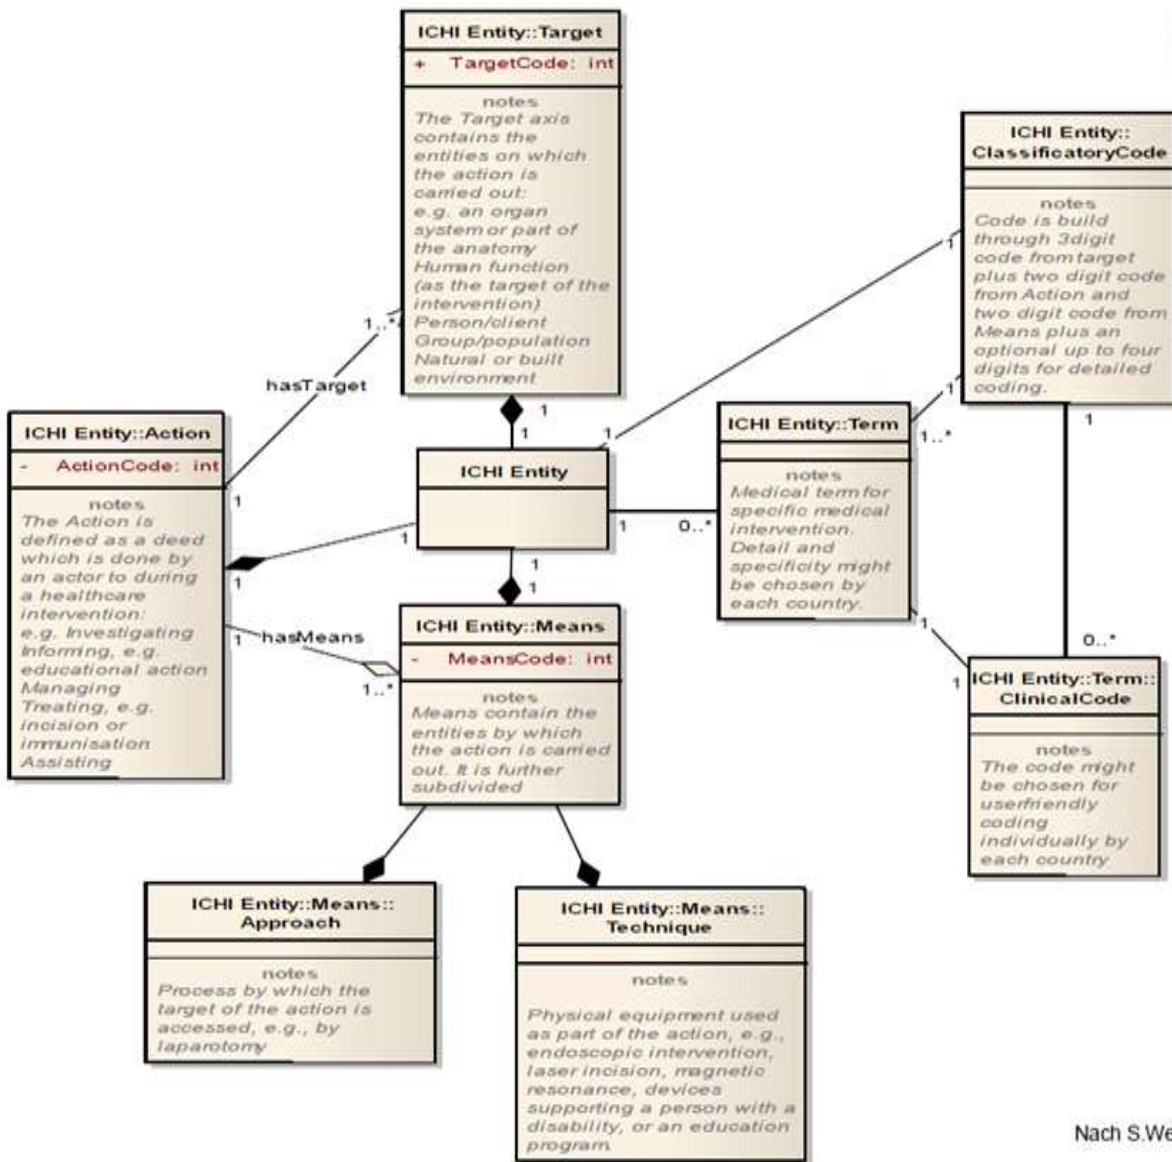 ICHI Entity::Target
+ TargetCode: int
notes
The Target axis
contains the
entities on which
the action is
carried out:
e.g. an organ
system or part of
the anatomy
Human function
(as the target of the
intervention)
Person/client
Group/population
Natural or built
environment
ICHI Entity::
ClassificatoryCode
notes
Code is build
through 3digit
code from target
plus two digit code
from Action and
two digit code from
Means plus an
optional up to four
digits for detailed
coding.
1
1..*
hasTarget
1
1
1
1
1
1..*
1
ICHI Entity::Action
- ActionCode: int
notes
The Action is
defined as a deed
which is done by
an actor to during
a healthcare
intervention:
e.g. Investigating
Informing, e.g.
educational action
Managing
Treating, e.g.
incision or
immunisation
Assisting
ICHI Entity
ICHI Entity::Term
notes
Medical term for
specific medical
intervention.
Detail and
specificity might
be chosen by
each country.
1
1
1
1
0..*
1
1
1
hasMeans
1..*
1
1
0..*
ICHI Entity::Means
- MeansCode: int
notes
Means contain the
entities by which
the action is carried
out. It is further
subdivided
ICHI Entity::Term::
ClinicalCode
notes
The code might
be chosen for
userfriendly
coding
individually by
each country
ICHI Entity::Means::
Approach
notes
Process by which the
target of the action is
accessed, e.g., by
laparotomy
ICHI Entity::Means::
Technique
notes
Physical equipment used
as part of the action, e.g.,
endoscopic intervention,
laser incision, magnetic
resonance, devices
supporting a person with a
disability, or an education
program.
Nach S.We